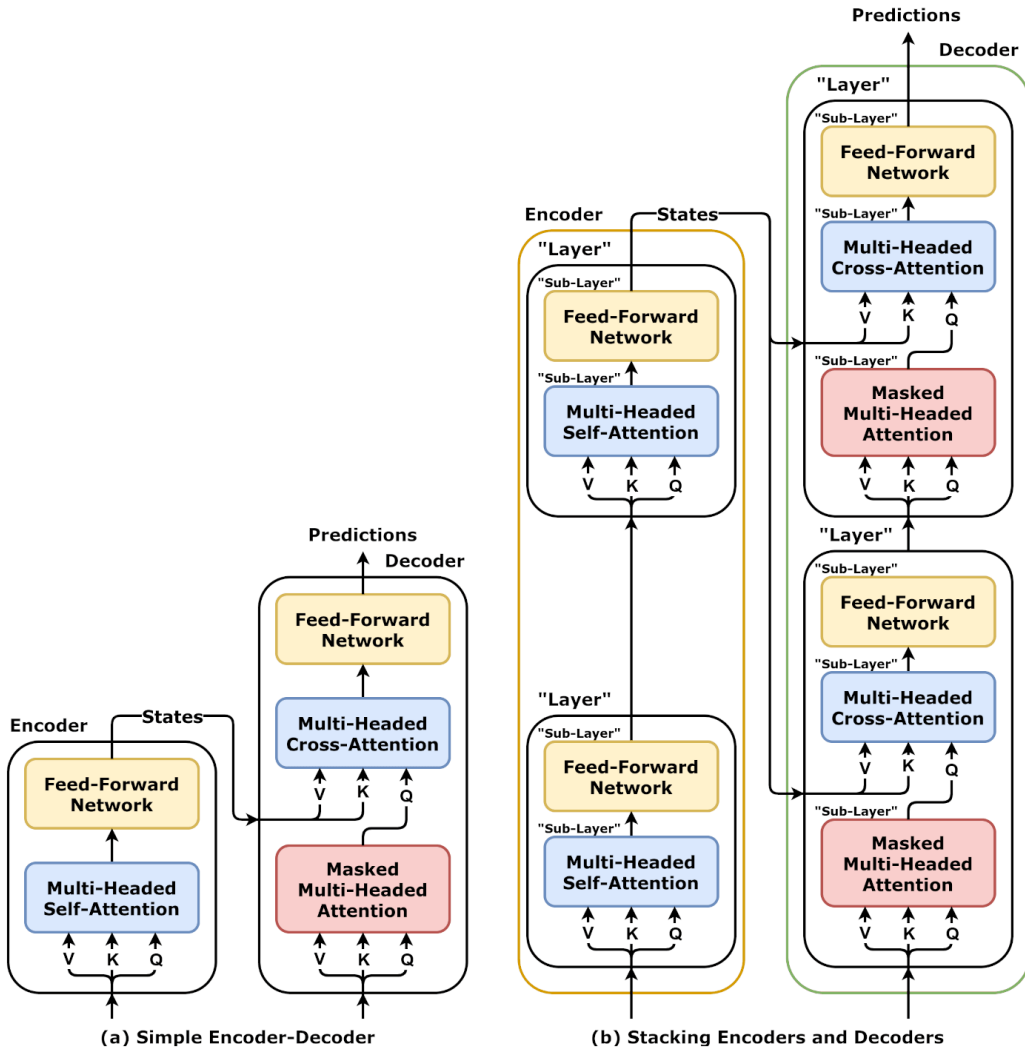 Predictions
Decoder
Feed-Forward
Network
Multi-Headed
Cross-Attention
V
K
Q
Masked
Multi-Headed
Attention
V
K
Q
Encoder
States
Feed-Forward
Network
Multi-Headed
Self-Attention
V
K
Q
(a) Simple Encoder-Decoder
Predictions
Decoder
"Layer"
"Sub-Layer"
Feed-Forward
Network
"Sub-Layer"
Multi-Headed
Cross-Attention
V
K
Q
"Sub-Layer"
Masked
Multi-Headed
Attention
V
K
Q
"Layer"
"Sub-Layer"
Feed-Forward
Network
"Sub-Layer"
Multi-Headed
Cross-Attention
V
K
Q
"Sub-Layer"
Masked
Multi-Headed
Attention
V
K
Q
Encoder
States
"Layer"
"Sub-Layer"
Feed-Forward
Network
"Sub-Layer"
Multi-Headed
Self-Attention
V
K
Q
"Layer"
"Sub-Layer"
Feed-Forward
Network
"Sub-Layer"
Multi-Headed
Self-Attention
V
K
Q
(b) Stacking Encoders and Decoders